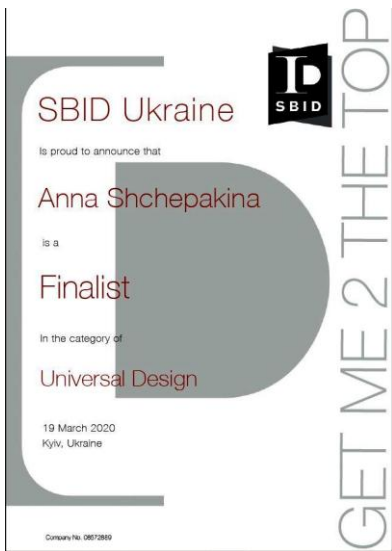 SBID
SBID Ukraine
Is proud to announce that
Anna Shchepakina
is a
Finalist
In the category of
Universal Design
19 March 2020
Kyiv, Ukraine
Company No. 08572889
GET ME 2 THE TOP